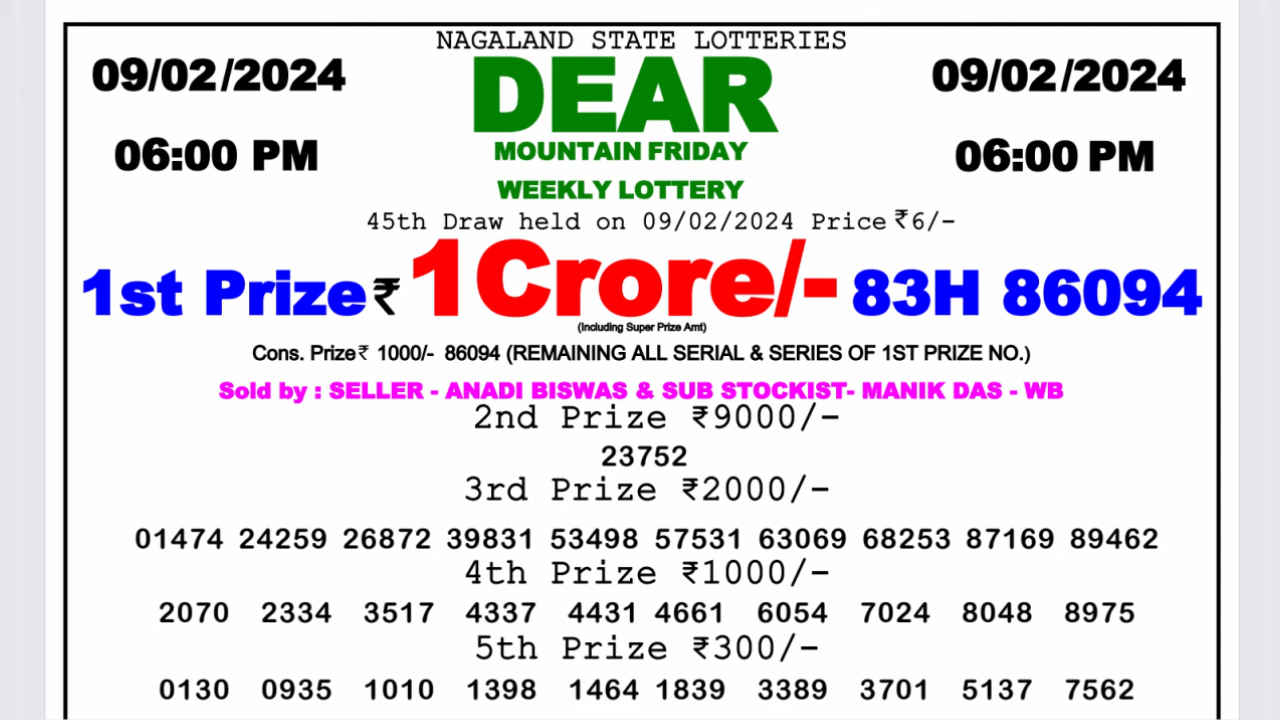 NAGALAND STATE LOTTERIES
09/02/2024 DEAR 09/02/2024
06:00 PM MOUNTAIN FRIDAY 06:00 PM
WEEKLY LOTTERY
45th Draw held on 09/02/2024 Price ₹6/-
1st Prize ₹ 1Crore/- 83H 86094
(Including Super Prize Amt)
Cons. Prize ₹ 1000/- 86094 (REMAINING ALL SERIAL & SERIES OF 1ST PRIZE NO.)
Sold by : SELLER - ANADI BISWAS & SUB STOCKIST- MANIK DAS - WB
2nd Prize ₹9000/-
23752
3rd Prize ₹2000/-
01474 24259 26872 39831 53498 57531 63069 68253 87169 89462
4th Prize ₹1000/-
2070 2334 3517 4337 4431 4661 6054 7024 8048 8975
5th Prize ₹300/-
0130 0935 1010 1398 1464 1839 3389 3701 5137 7562